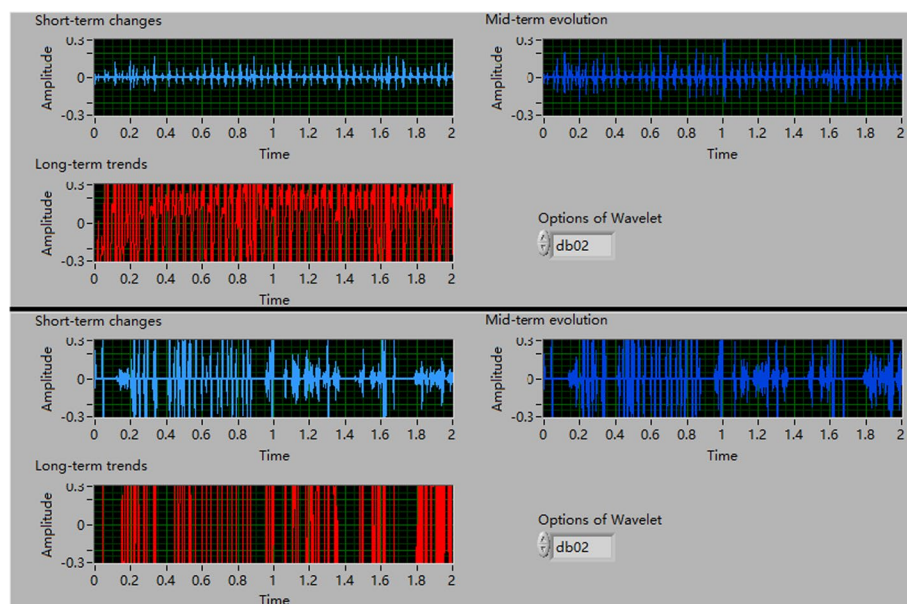 Short-term changes
Mid-term evolution
0.3
0
-0.3
Amplitude
0 0.2 0.4 0.6 0.8 1 1.2 1.4 1.6 1.8 2
Time
0.3
0
-0.3
Amplitude
0 0.2 0.4 0.6 0.8 1 1.2 1.4 1.6 1.8 2
Time
Long-term trends
0.3
0
-0.3
Amplitude
0 0.2 0.4 0.6 0.8 1 1.2 1.4 1.6 1.8 2
Time
Options of Wavelet
db02
Short-term changes
Mid-term evolution
0.3
0
-0.3
Amplitude
0 0.2 0.4 0.6 0.8 1 1.2 1.4 1.6 1.8 2
Time
0.3
0
-0.3
Amplitude
0 0.2 0.4 0.6 0.8 1 1.2 1.4 1.6 1.8 2
Time
Long-term trends
0.3
0
-0.3
Amplitude
0 0.2 0.4 0.6 0.8 1 1.2 1.4 1.6 1.8 2
Time
Options of Wavelet
db02